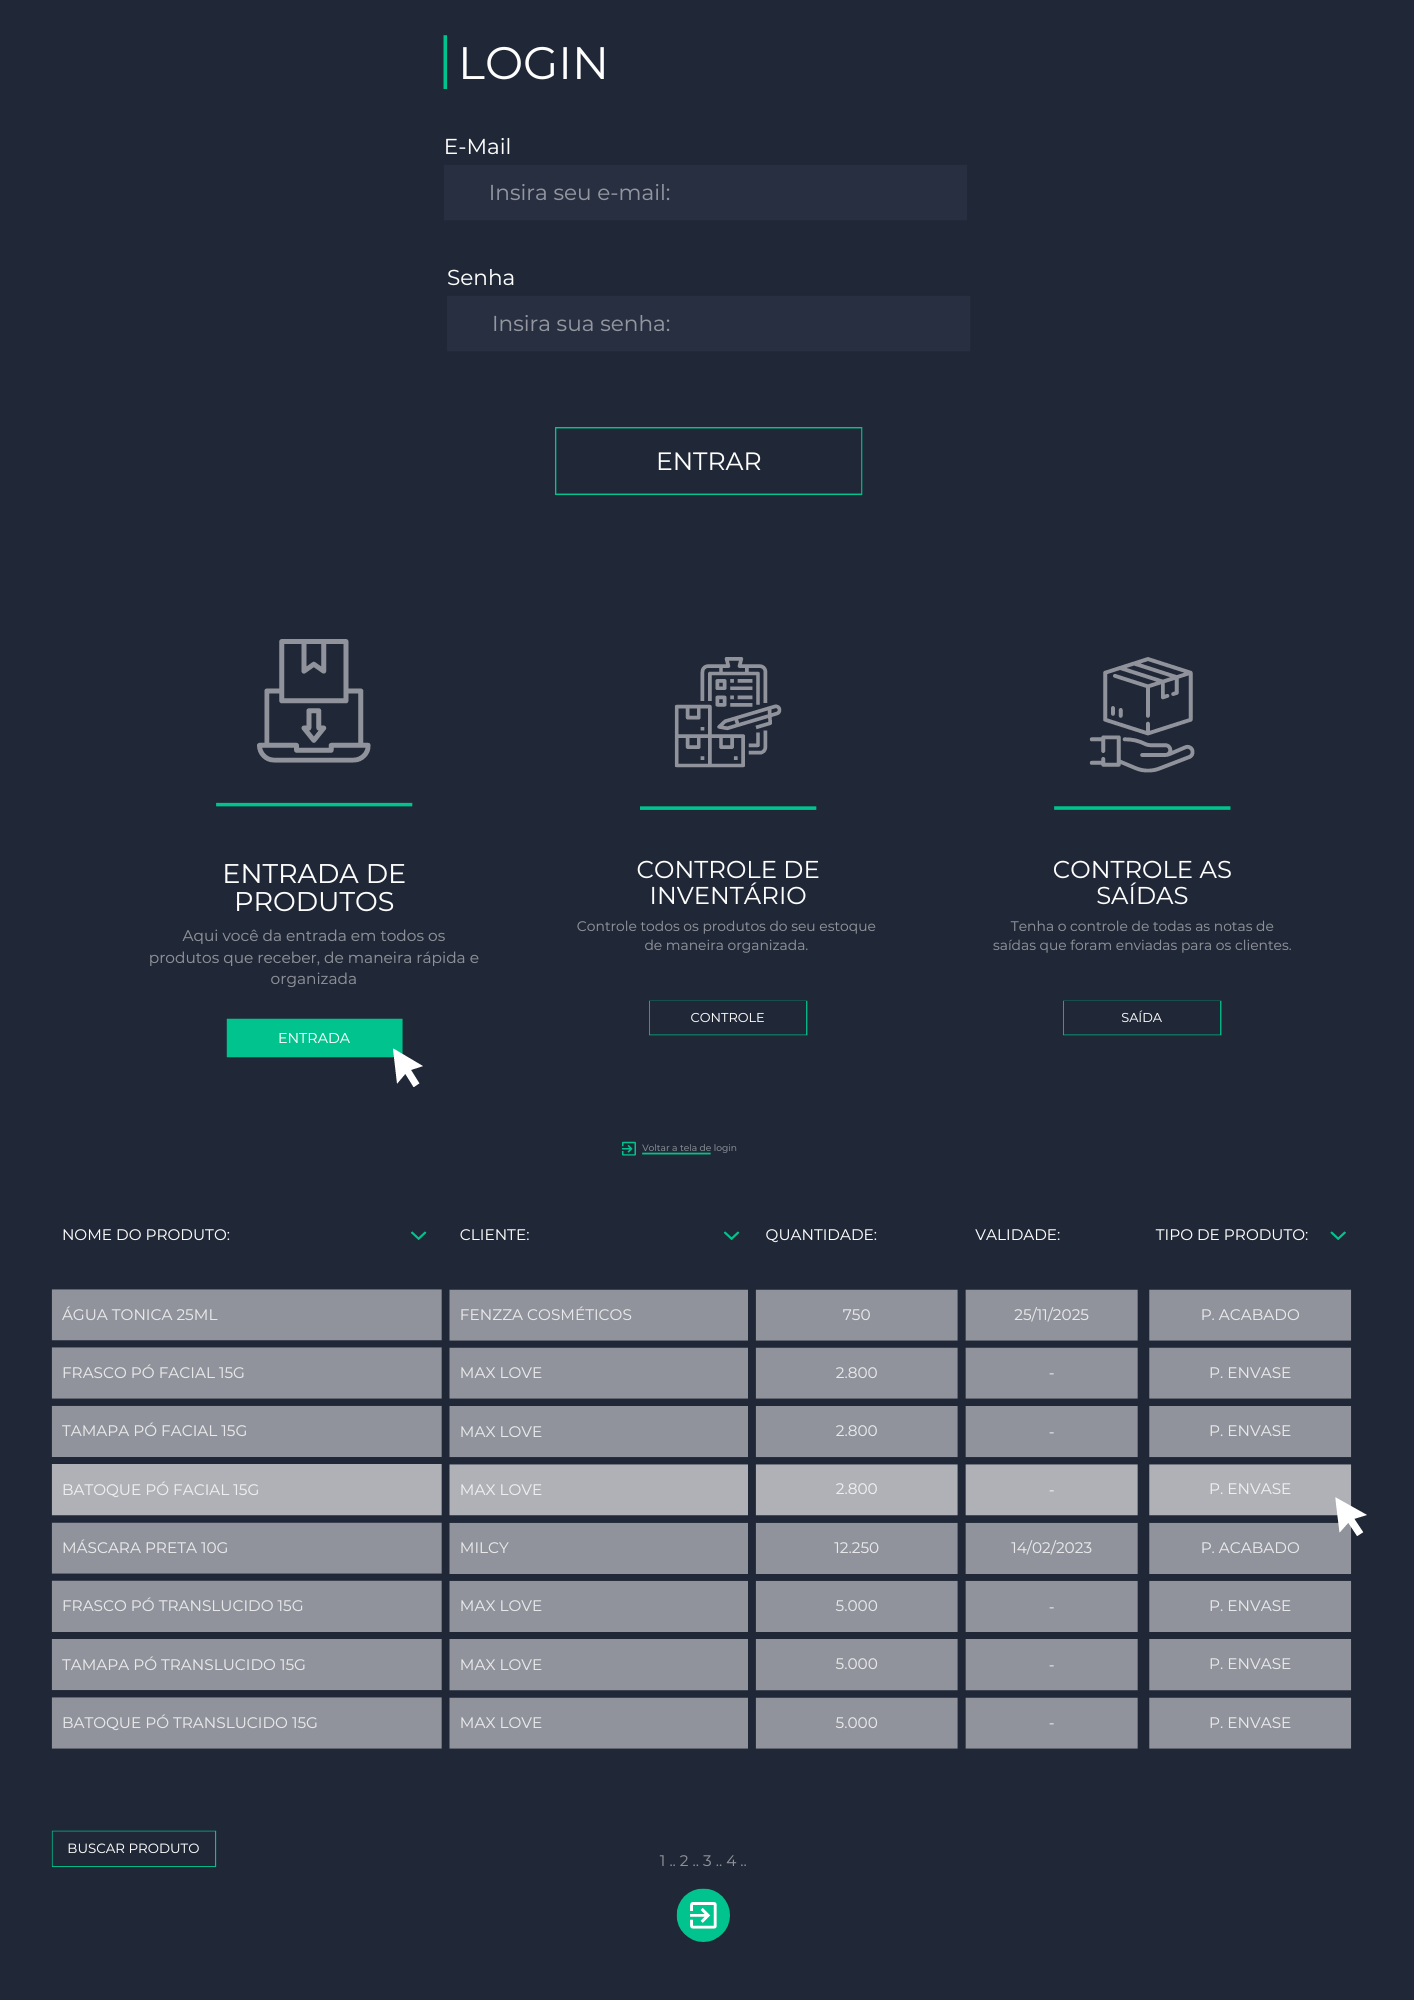 LOGIN
E-Mail
Insira seu e-mail:
Senha
Insira sua senha:
ENTRAR
ENTRADA DE
PRODUTOS
Aqui você da entrada em todos os
produtos que receber, de maneira rápida e
organizada
ENTRADA
CONTROLE DE
INVENTÁRIO
Controle todos os produtos do seu estoque
de maneira organizada.
CONTROLE
CONTROLE AS
SAÍDAS
Tenha o controle de todas as notas de
saídas que foram enviadas para os clientes.
SAÍDA
Voltar a tela de login
NOME DO PRODUTO: CLIENTE: QUANTIDADE: VALIDADE: TIPO DE PRODUTO:
ÁGUA TONICA 25ML FENZZA COSMÉTICOS 750 25/11/2025 P. ACABADO
FRASCO PÓ FACIAL 15G MAX LOVE 2.800 - P. ENVASE
TAMAPA PÓ FACIAL 15G MAX LOVE 2.800 - P. ENVASE
BATOQUE PÓ FACIAL 15G MAX LOVE 2.800 - P. ENVASE
MÁSCARA PRETA 10G MILCY 12.250 14/02/2023 P. ACABADO
FRASCO PÓ TRANSLUCIDO 15G MAX LOVE 5.000 - P. ENVASE
TAMAPA PÓ TRANSLUCIDO 15G MAX LOVE 5.000 - P. ENVASE
BATOQUE PÓ TRANSLUCIDO 15G MAX LOVE 5.000 - P. ENVASE
BUSCAR PRODUTO
1 .. 2 .. 3 .. 4 ..